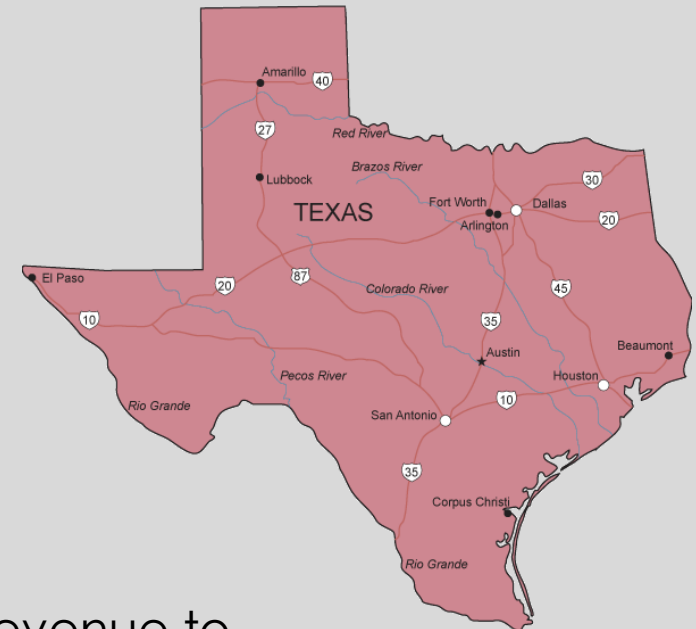 Amarillo
40
27
Red River
Brazos River
Lubbock
30
TEXAS
Fort Worth
Dallas
Arlington
20
El Paso
20
87
45
Colorado River
10
35
Austin
Beaumont
Pecos River
Houston
Rio Grande
10
San Antonio
35
Corpus Christi
Rio Grande
to